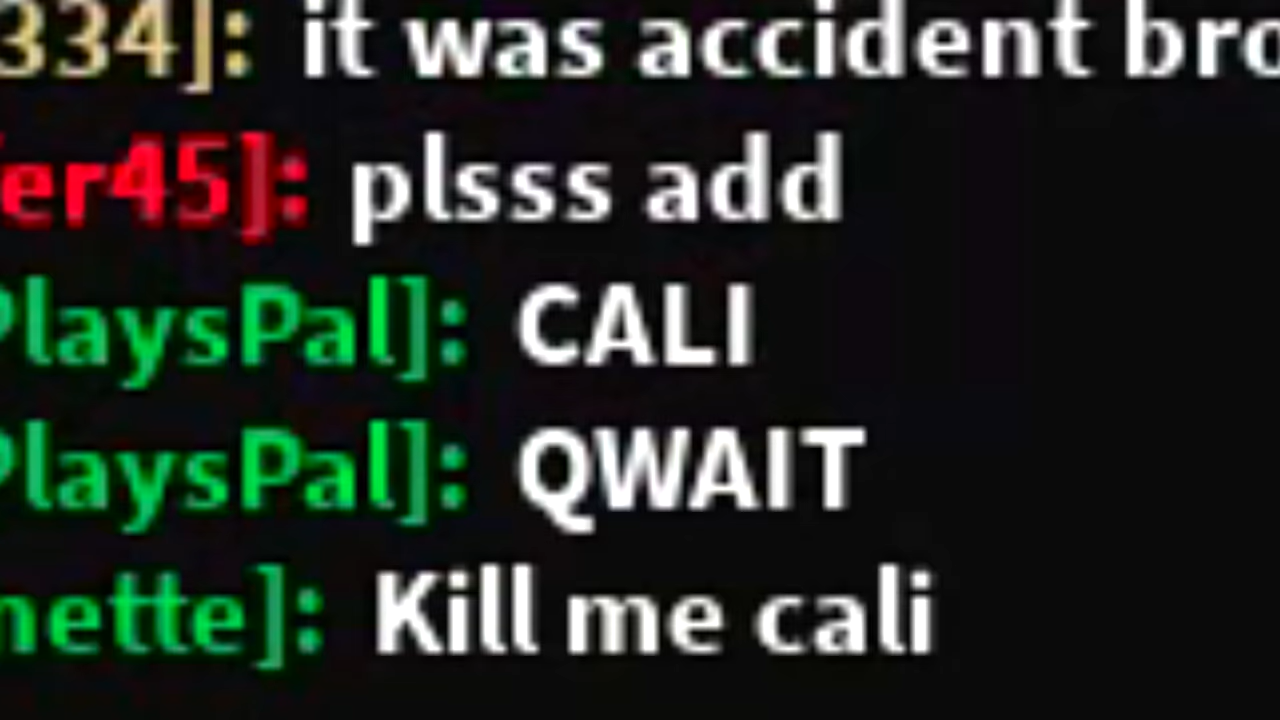 334]: it was accident bro
er45]: plsss add
PlaysPal]: CALI
PlaysPal]: QWAIT
nette]: Kill me cali